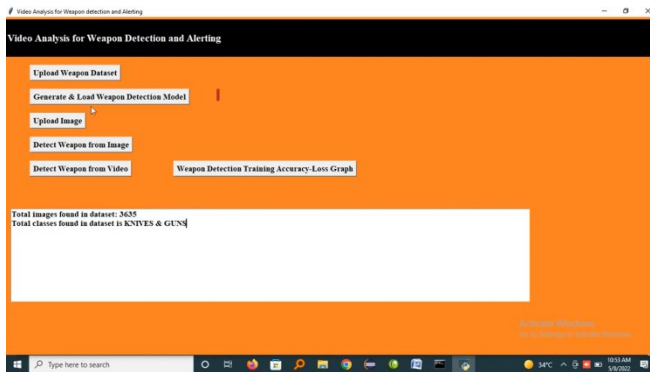 Video Analysis for Weapon detection and Alerting
Video Analysis for Weapon Detection and Alerting
Upload Weapon Dataset
Generate & Load Weapon Detection Model
Upload Image
Detect Weapon from Image
Detect Weapon from Video
Weapon Detection Training Accuracy-Loss Graph
Total images found in dataset: 3635
Total classes found in dataset is KNIVES & GUNS
Activate Windows
Type here to search
34°C
10:53 AM
5/8/2022